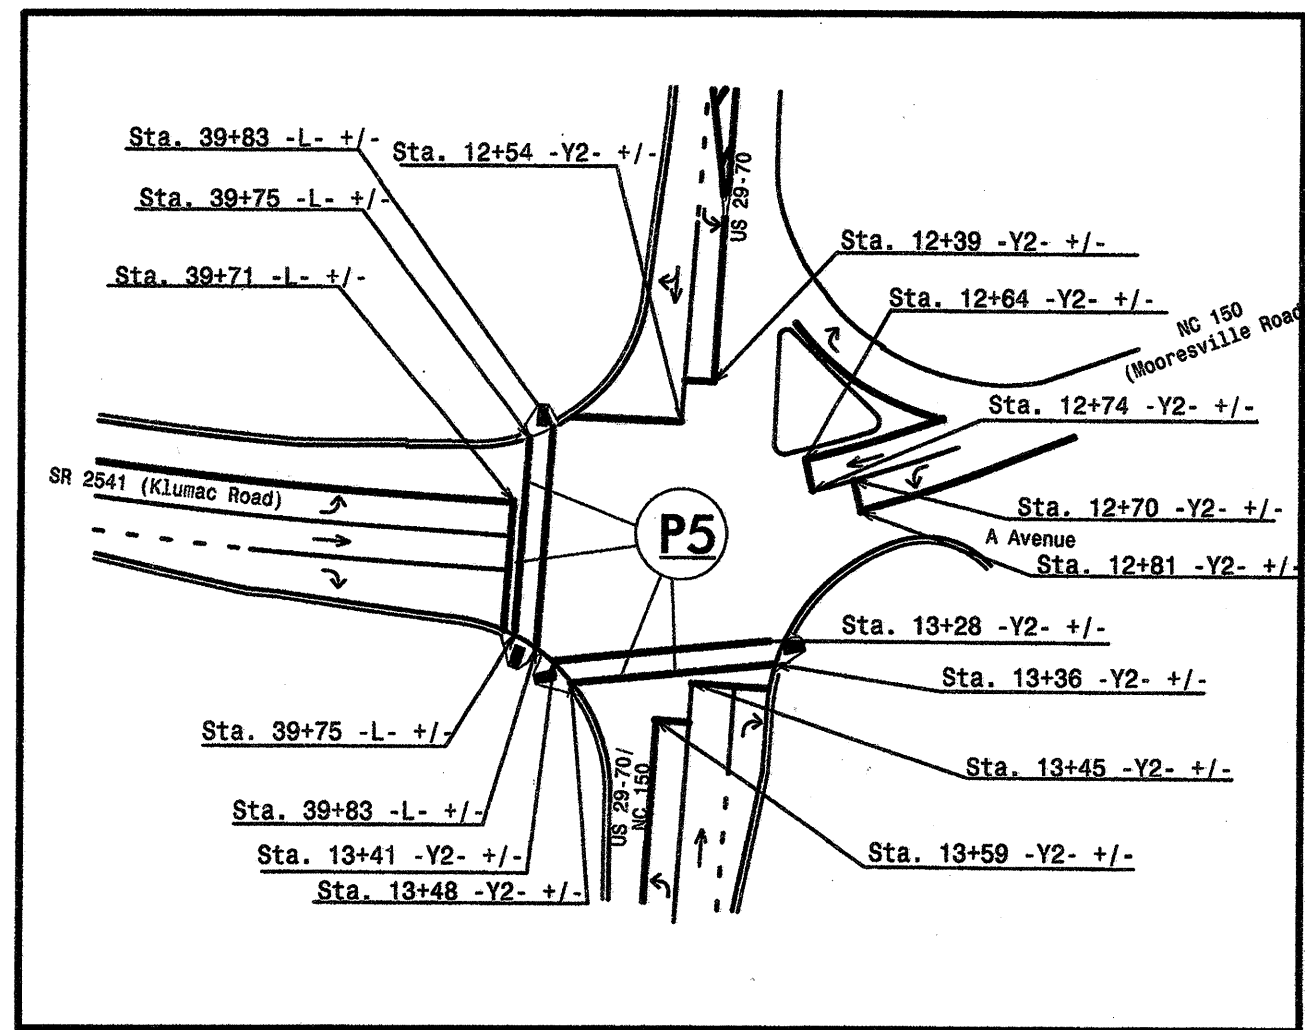 Sta. 39+83 -L- +/-
Sta. 12+54 -Y2- +/-
Sta. 39+75 -L- +/-
US 29-70
Sta. 12+39 -Y2- +/-
Sta. 39+71 -L- +/-
Sta. 12+64 -Y2- +/-
NC 150
(Mooresville Road
Sta. 12+74 -Y2- +/-
SR 2541 (Klumac Road)
Sta. 12+70 -Y2- +/-
P5
A Avenue
Sta. 12+81 -Y2- +/-
Sta. 13+28 -Y2- +/-
Sta. 13+36 -Y2- +/-
Sta. 39+75 -L- +/-
Sta. 13+45 -Y2- +/-
US 29-70/
NC 150
Sta. 39+83 -L- +/-
Sta. 13+41 -Y2- +/-
Sta. 13+59 -Y2- +/-
Sta. 13+48 -Y2- +/-